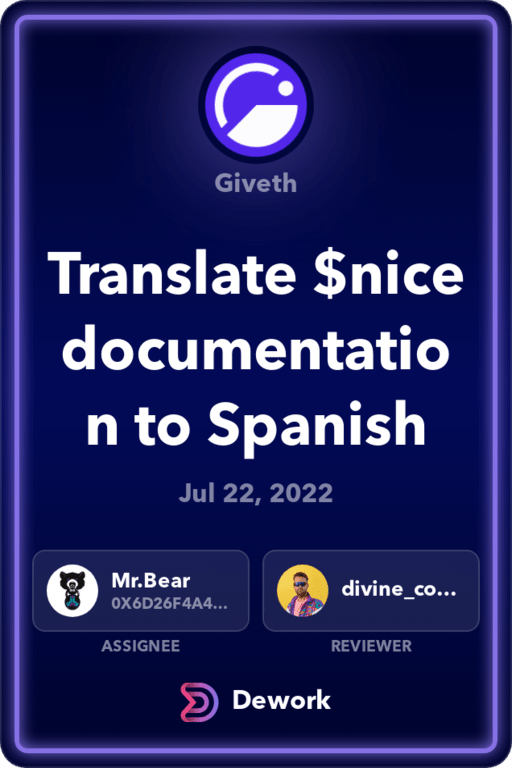 Giveth
Translate $nice
documentatio
n to Spanish
Jul 22, 2022
Mr.Bear
0X6D26F4A4...
divine_co...
ASSIGNEE
REVIEWER
Dework